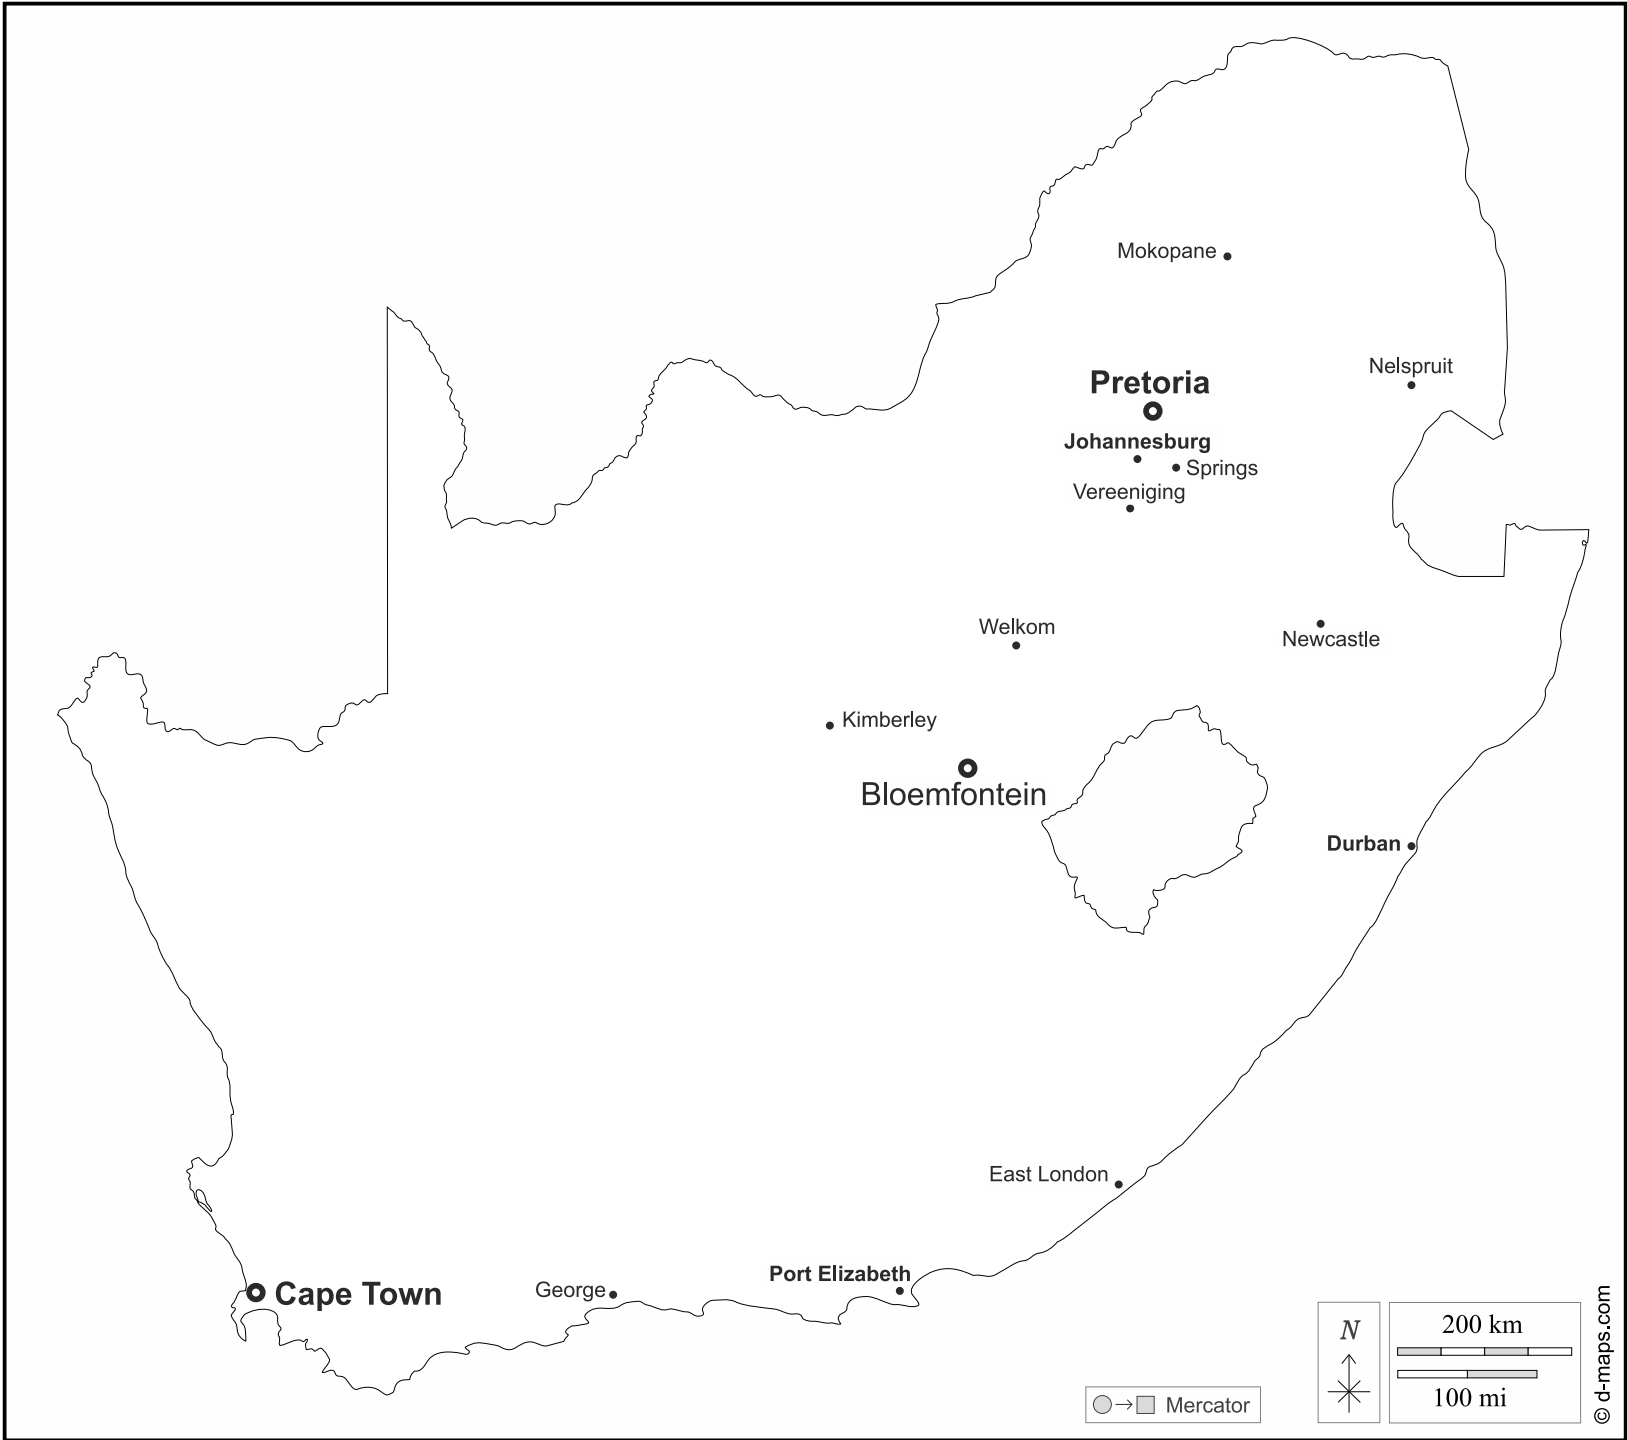 Mokopane
Nelspruit
Pretoria
Johannesburg
Springs
Vereeniging
Welkom
Newcastle
Kimberley
Bloemfontein
Durban
East London
Port Elizabeth
George
Cape Town
N
200 km
100 mi
Mercator
© d-maps.com